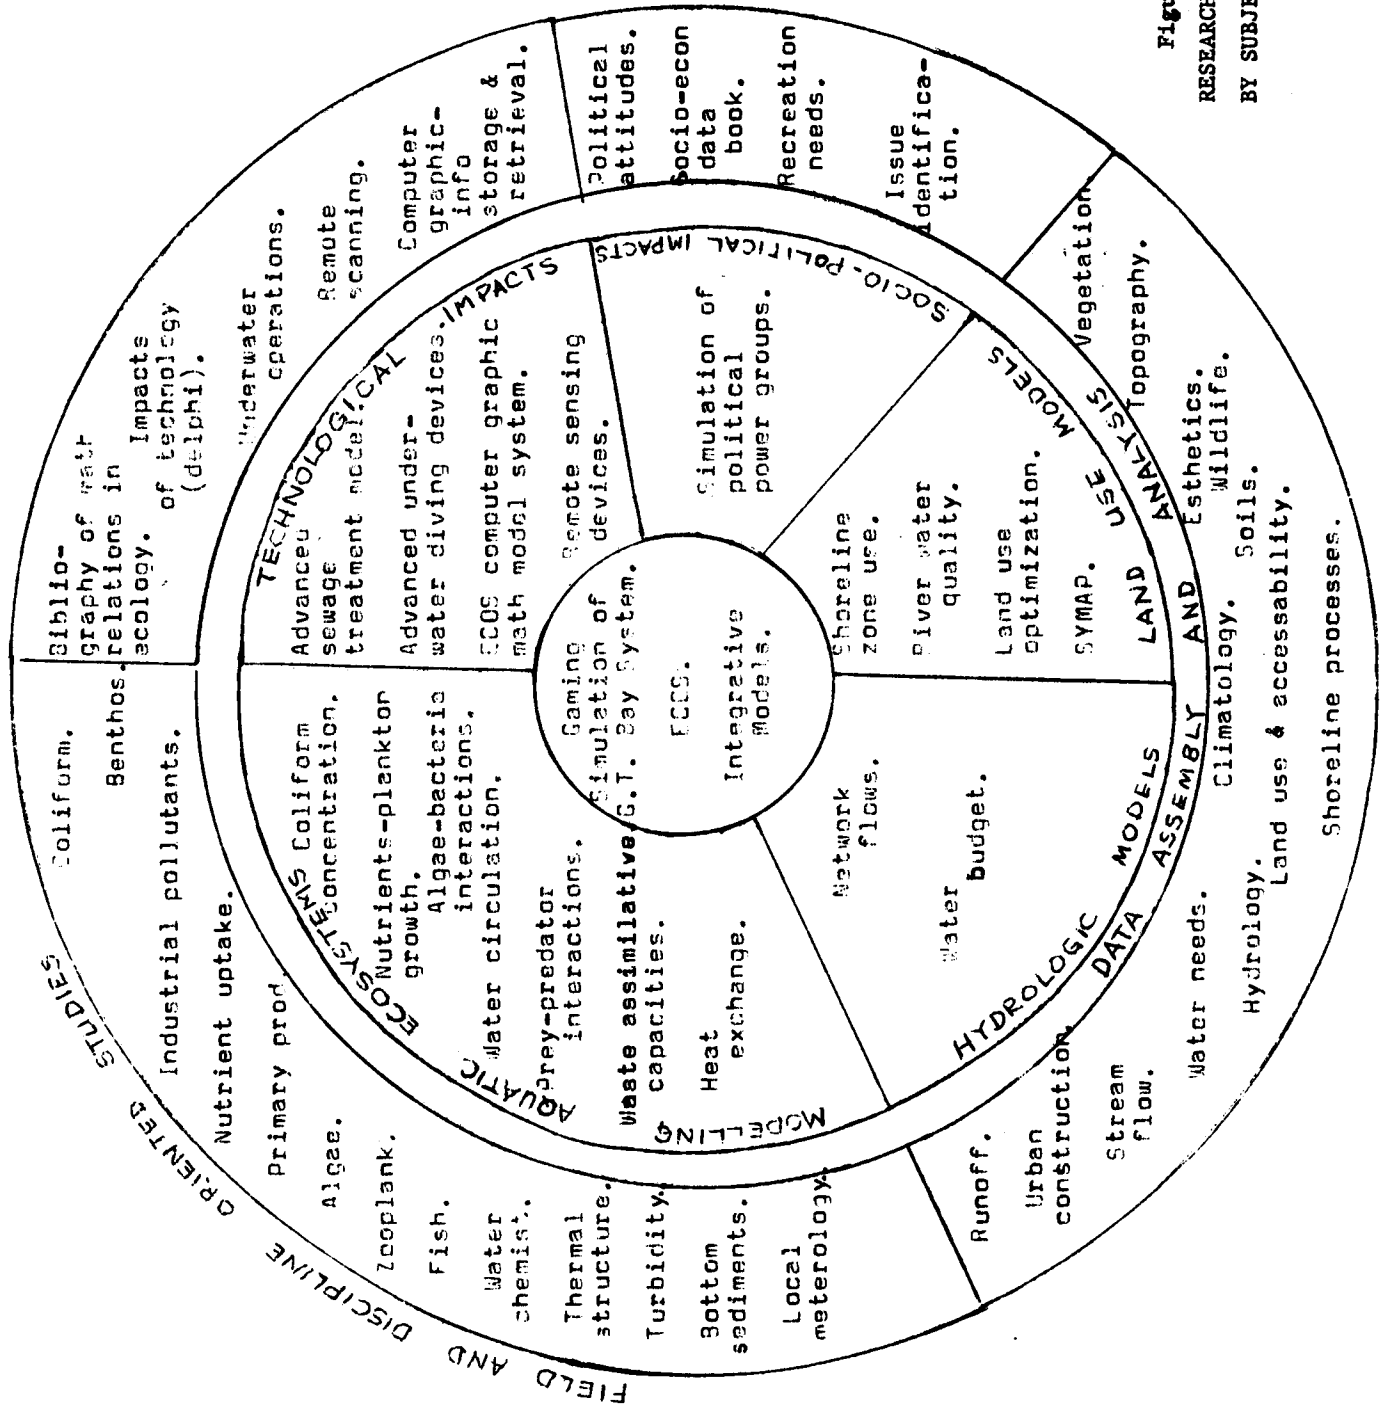 Figu
RESEARCH
BY SUBJE
FIELD AND DISCIPLINE ORIENTED STUDIES
Coliform.
Benthos.
Industrial pollutants.
Nutrient uptake.
Primary prod.
Algae.
Zooplank.
Fish.
Water
chemist.
Thermal
structure.
Turbidity.
Bottom
sediments.
Local
meterology.
Biblio-
graphy of math
relations in
ecology.
Impacts
of technology
(delphi).
Underwater
operations.
Remote
scanning.
Computer
graphic-
info
storage &
retrieval.
Political
attitudes.
Socio-econ
data
book.
Recreation
needs.
Issue
identifica-
tion.
Vegetation.
Topography.
Esthetics.
Wildlife.
Soils.
Climatology.
Land use & accessability.
Shoreline processes.
Hydrology.
Water needs.
Stream
flow.
Urban
construction.
Runoff.
MODELLING &
DATA ASSEMBLY AND ANALYSIS
AQUATIC ECOSYSTEMS
Coliform
concentration.
Nutrients-plankton
growth.
Algae-bacteria
interactions.
Water circulation.
Prey-predator
interactions.
Waste assimilative
capacities.
Heat
exchange.
TECHNOLOGICAL IMPACTS
Advanced
sewage
treatment model.
Advanced under-
water diving devices.
ECOS computer graphic
math model system.
Remote sensing
devices.
SOCIO-POLITICAL IMPACTS
Simulation of
political
power groups.
LAND USE MODELS
Shoreline
zone use.
River water
quality.
Land use
optimization.
SYMAP.
HYDROLOGIC MODELS
Network
flows.
Water
budget.
Gaming
Simulation of
G.T. Bay System.
ECOS.
Integrative
Models.